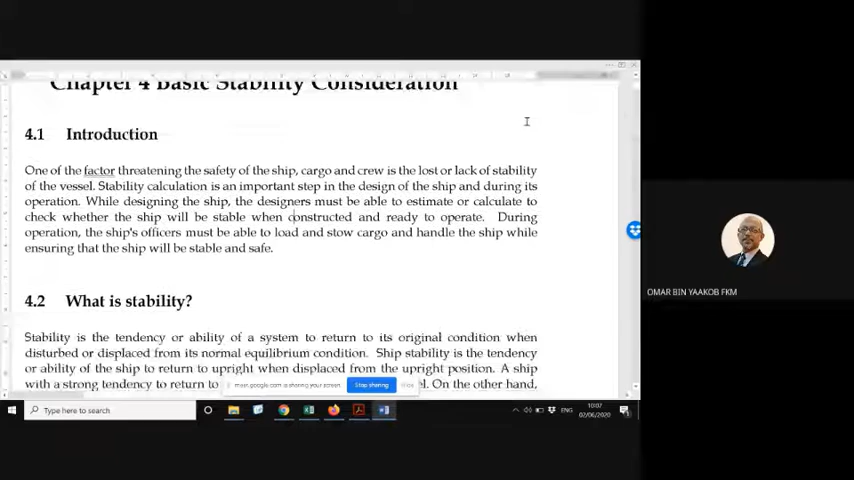 Chapter 4 Basic Stability Consideration
4.1 Introduction
One of the factor threatening the safety of the ship, cargo and crew is the lost or lack of stability
of the vessel. Stability calculation is an important step in the design of the ship and during its
operation. While designing the ship, the designers must be able to estimate or calculate to
check whether the ship will be stable when constructed and ready to operate. During
operation, the ship's officers must be able to load and stow cargo and handle the ship while
ensuring that the ship will be stable and safe.
4.2 What is stability?
Stability is the tendency or ability of a system to return to its original condition when
disturbed or displaced from its normal equilibrium condition. Ship stability is the tendency
or ability of the ship to return to upright when displaced from the upright position. A ship
with a strong tendency to return to
On the other hand,
meet.google.com is sharing your screen.
Stop sharing
Hide
OMAR BIN YAAKOB FKM
Type here to search
ENG
10:07
02/06/2020